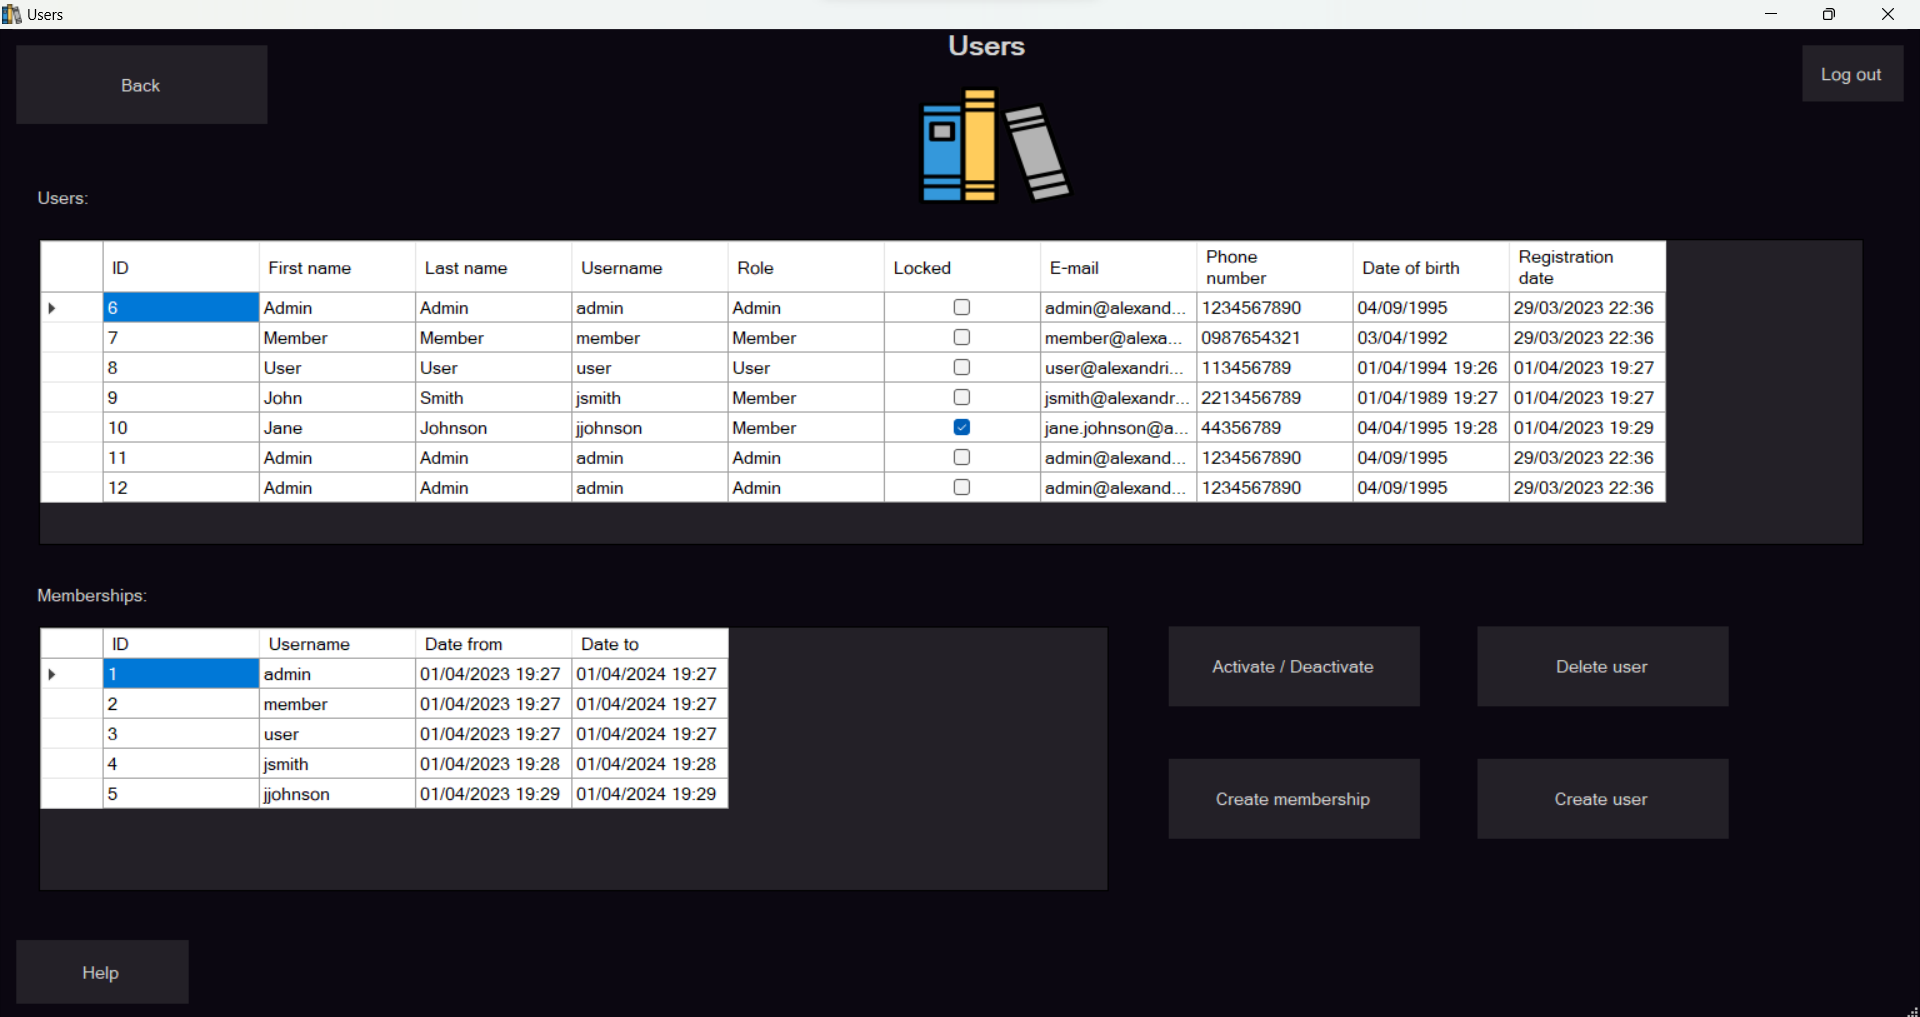 Users
Users
Back
Log out
Users:
ID First name Last name Username Role Locked E-mail Phone number Date of birth Registration date
6 Admin Admin admin Admin admin@alexand... 1234567890 04/09/1995 29/03/2023 22:36
7 Member Member member Member member@alexa... 0987654321 03/04/1992 29/03/2023 22:36
8 User User user User user@alexandri... 113456789 01/04/1994 19:26 01/04/2023 19:27
9 John Smith jsmith Member jsmith@alexandr... 2213456789 01/04/1989 19:27 01/04/2023 19:27
10 Jane Johnson jjohnson Member jane.johnson@a... 44356789 04/04/1995 19:28 01/04/2023 19:29
11 Admin Admin admin Admin admin@alexand... 1234567890 04/09/1995 29/03/2023 22:36
12 Admin Admin admin Admin admin@alexand... 1234567890 04/09/1995 29/03/2023 22:36
Memberships:
ID Username Date from Date to
1 admin 01/04/2023 19:27 01/04/2024 19:27
2 member 01/04/2023 19:27 01/04/2024 19:27
3 user 01/04/2023 19:27 01/04/2024 19:27
4 jsmith 01/04/2023 19:28 01/04/2024 19:28
5 jjohnson 01/04/2023 19:29 01/04/2024 19:29
Activate / Deactivate
Delete user
Create membership
Create user
Help